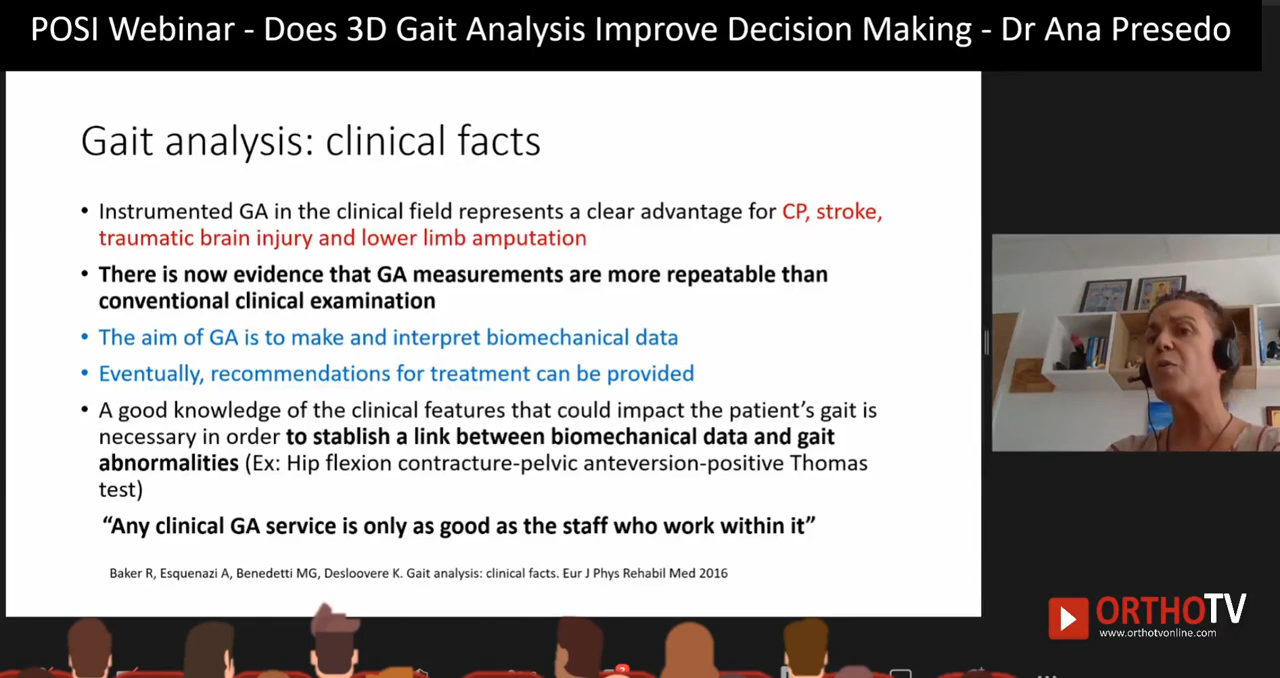 POSI Webinar - Does 3D Gait Analysis Improve Decision Making - Dr Ana Presedo
Gait analysis: clinical facts
• Instrumented GA in the clinical field represents a clear advantage for CP, stroke,
traumatic brain injury and lower limb amputation
• There is now evidence that GA measurements are more repeatable than
conventional clinical examination
• The aim of GA is to make and interpret biomechanical data
• Eventually, recommendations for treatment can be provided
• A good knowledge of the clinical features that could impact the patient's gait is
necessary in order to stablish a link between biomechanical data and gait
abnormalities (Ex: Hip flexion contracture-pelvic anteversion-positive Thomas
test)
“Any clinical GA service is only as good as the staff who work within it”
Baker R, Esquenazi A, Benedetti MG, Desloovere K. Gait analysis: clinical facts. Eur J Phys Rehabil Med 2016
ORTHOTV
www.orthotvonline.com
2